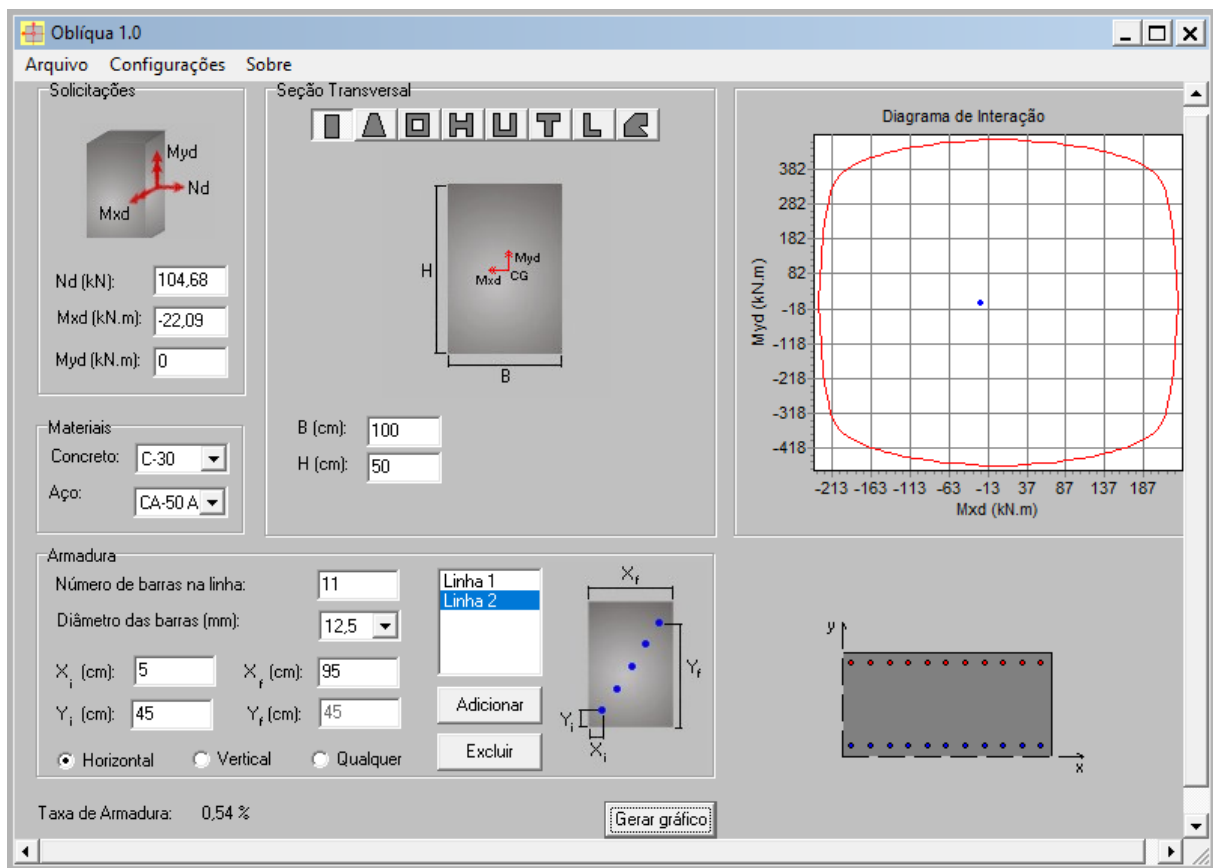 Oblíqua 1.0
Arquivo Configurações Sobre
Solicitações
Myd
Nd
Mxd
Nd (kN): 104,68
Mxd (kN.m): -22,09
Myd (kN.m): 0
Materiais
Concreto: C-30
Aço: CA-50 A
Seção Transversal
H
Myd
Mxd CG
B
B (cm): 100
H (cm): 50
Diagrama de Interação
Myd (kN.m)
382
282
182
82
-18
-118
-218
-318
-418
-213 -163 -113 -63 -13 37 87 137 187
Mxd (kN.m)
Armadura
Número de barras na linha: 11
Diâmetro das barras (mm): 12,5
Xi (cm): 5 Xf (cm): 95
Yi (cm): 45 Yf (cm): 45
Horizontal Vertical Qualquer
Linha 1
Linha 2
Adicionar
Excluir
Xf
Yf
Yi
Xi
y
x
Taxa de Armadura: 0,54 %
Gerar gráfico